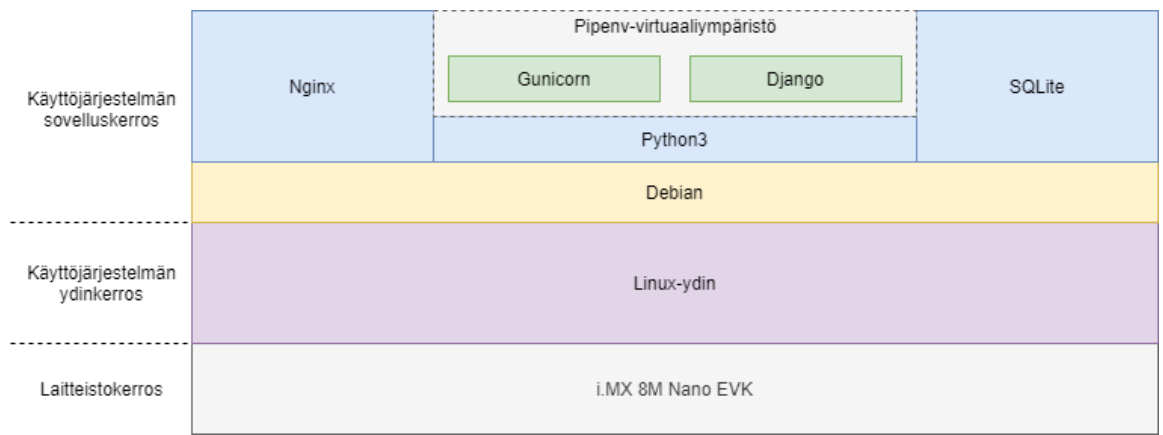 Pipenv-virtuaaliympäristö
Gunicorn
Django
Nginx
SQLite
Käyttöjärjestelmän
sovelluskerros
Python3
Debian
Käyttöjärjestelmän
ydinkerros
Linux-ydin
Laitteistokerros
i.MX 8M Nano EVK